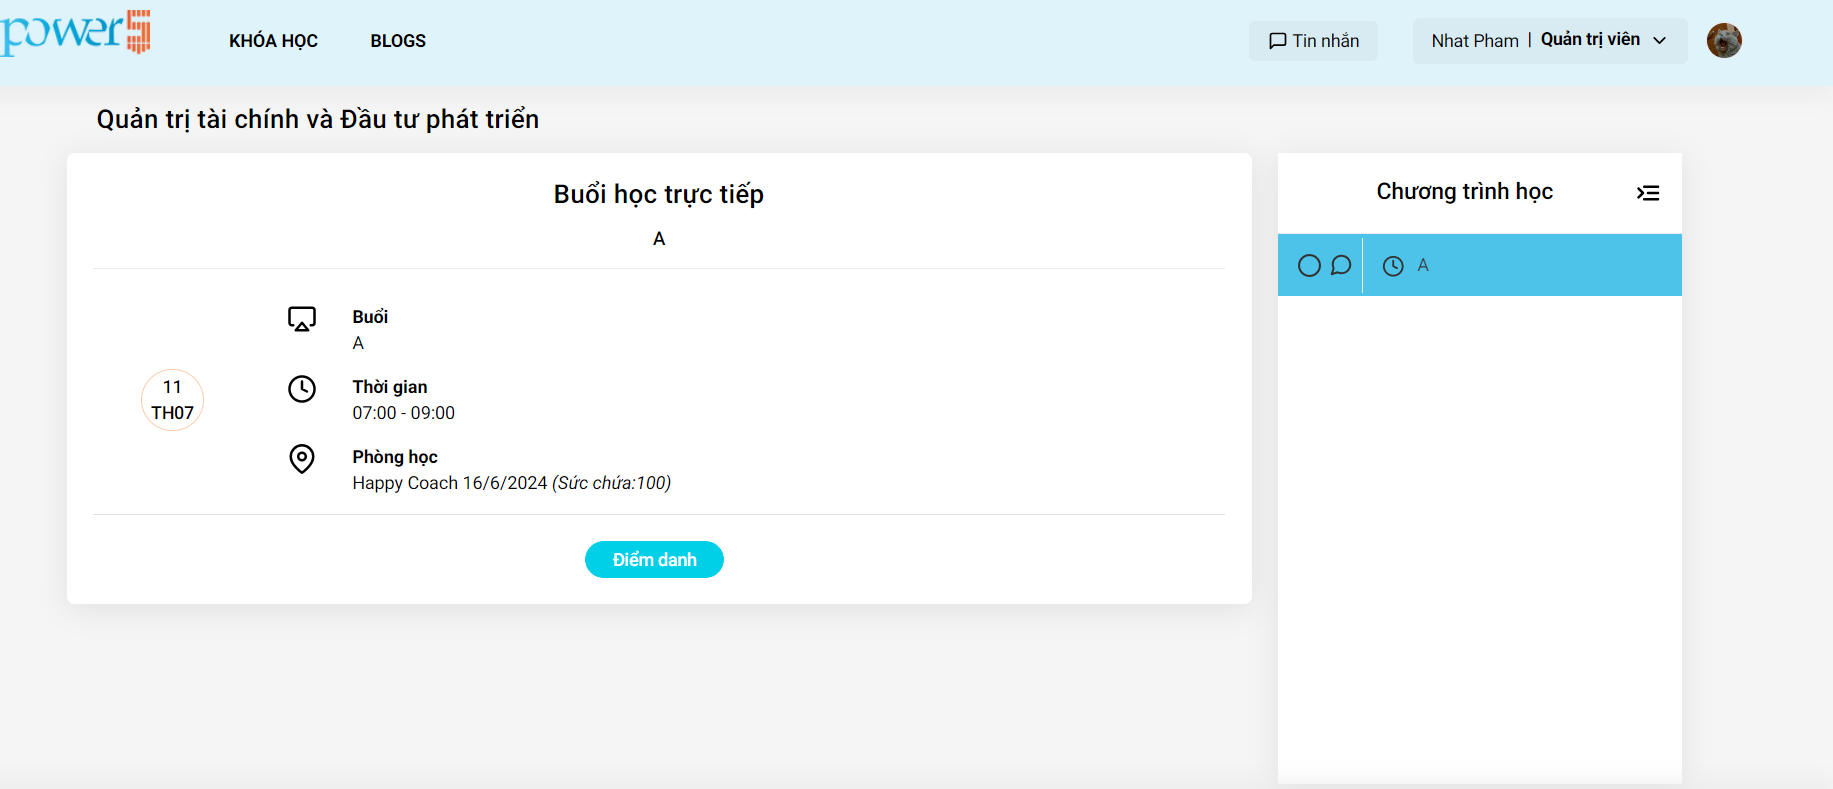 power5
KHÓA HỌC
BLOGS
Tin nhắn
Nhat Pham | Quản trị viên
Quản trị tài chính và Đầu tư phát triển
Buổi học trực tiếp
A
11
TH07
Buổi
A
Thời gian
07:00 - 09:00
Phòng học
Happy Coach 16/6/2024 (Sức chứa:100)
Điểm danh
Chương trình học
A